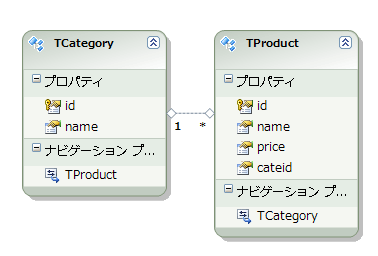 TCategory
プロパティ
id
name
ナビゲーション プ...
TProduct
1
*
TProduct
プロパティ
id
name
price
cateid
ナビゲーション プ...
TCategory